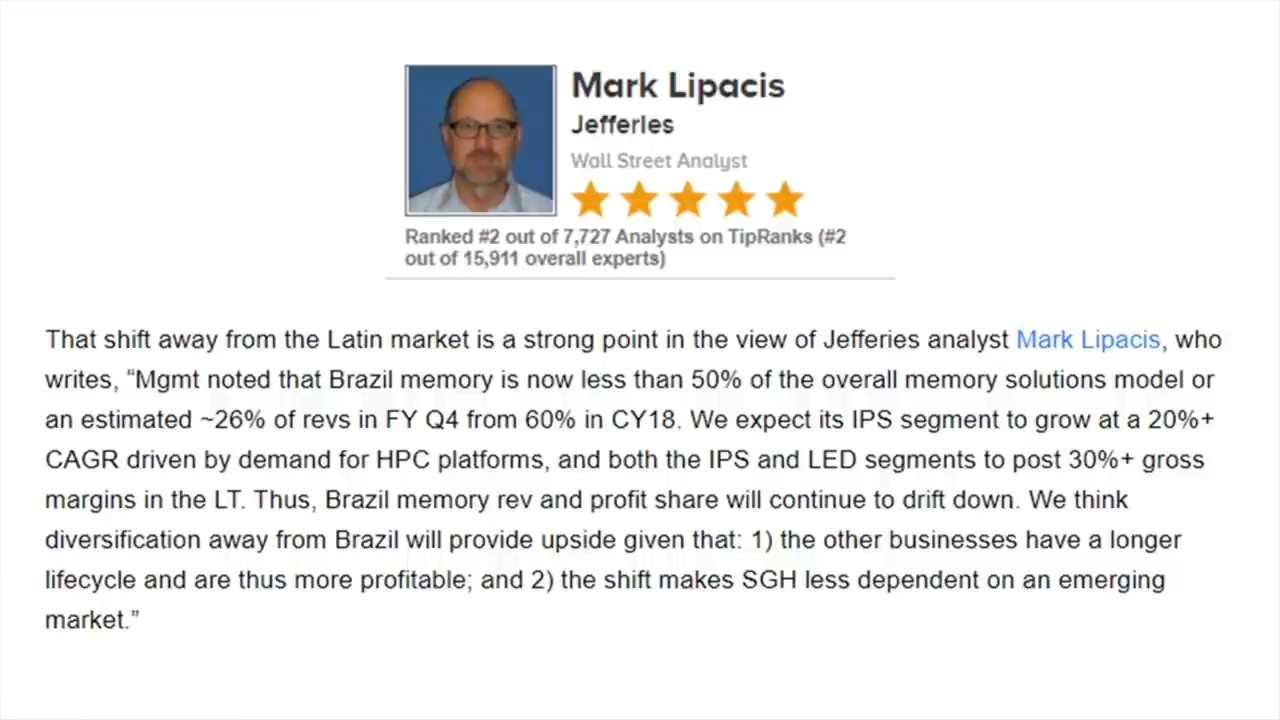 Mark Lipacis
Jefferies
Wall Street Analyst
Ranked #2 out of 7,727 Analysts on TipRanks (#2
out of 15,911 overall experts)
That shift away from the Latin market is a strong point in the view of Jefferies analyst Mark Lipacis, who
writes, “Mgmt noted that Brazil memory is now less than 50% of the overall memory solutions model or
an estimated ~26% of revs in FY Q4 from 60% in CY18. We expect its IPS segment to grow at a 20%+
CAGR driven by demand for HPC platforms, and both the IPS and LED segments to post 30%+ gross
margins in the LT. Thus, Brazil memory rev and profit share will continue to drift down. We think
diversification away from Brazil will provide upside given that: 1) the other businesses have a longer
lifecycle and are thus more profitable; and 2) the shift makes SGH less dependent on an emerging
market.”